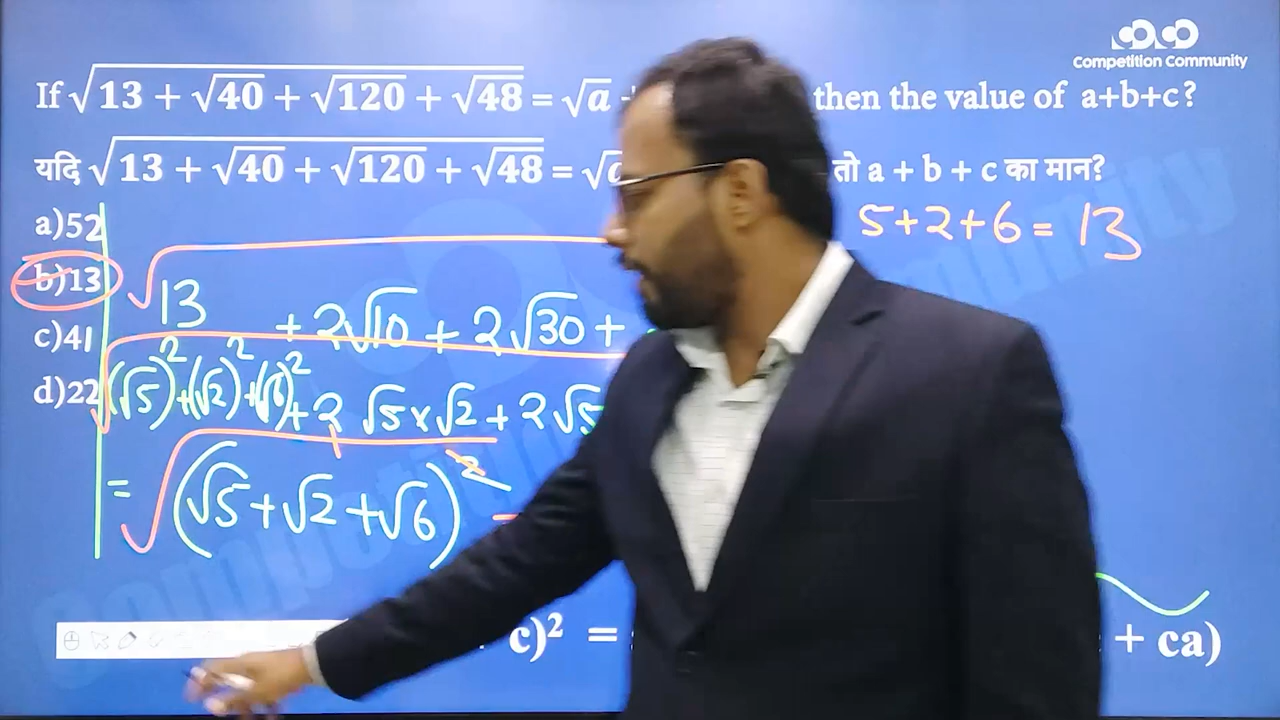 Competition Community
If √13 + √40 + √120 + √48 = √a + then the value of a+b+c?
यदि √13 + √40 + √120 + √48 = √a तो a + b + c का मान?
5+2+6 = 13
a)52
b)13
c)41
d)22
√13 + 2√10 + 2√30 +
√(√5)²+(√2)²+(√6)² + 2 √5 × √2 + 2√5
= √(√5+√2+√6)²
c)² = + ca)
Competition Community